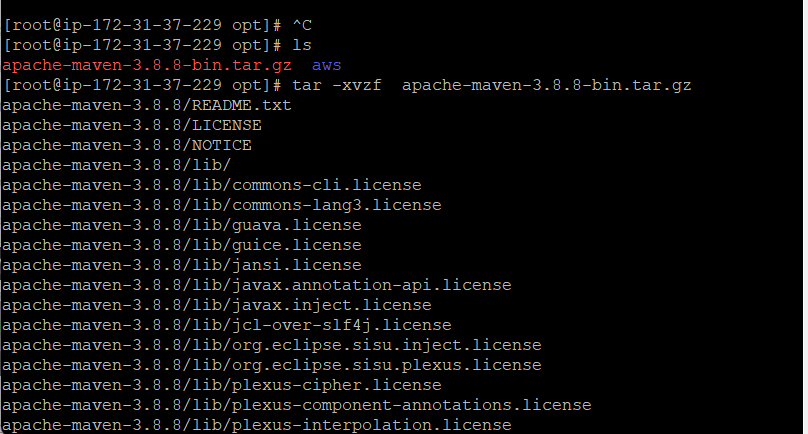 [root@ip-172-31-37-229 opt]# ^C
[root@ip-172-31-37-229 opt]# ls
apache-maven-3.8.8-bin.tar.gz  aws
[root@ip-172-31-37-229 opt]# tar -xvzf  apache-maven-3.8.8-bin.tar.gz
apache-maven-3.8.8/README.txt
apache-maven-3.8.8/LICENSE
apache-maven-3.8.8/NOTICE
apache-maven-3.8.8/lib/
apache-maven-3.8.8/lib/commons-cli.license
apache-maven-3.8.8/lib/commons-lang3.license
apache-maven-3.8.8/lib/guava.license
apache-maven-3.8.8/lib/guice.license
apache-maven-3.8.8/lib/jansi.license
apache-maven-3.8.8/lib/javax.annotation-api.license
apache-maven-3.8.8/lib/javax.inject.license
apache-maven-3.8.8/lib/jcl-over-slf4j.license
apache-maven-3.8.8/lib/org.eclipse.sisu.inject.license
apache-maven-3.8.8/lib/org.eclipse.sisu.plexus.license
apache-maven-3.8.8/lib/plexus-cipher.license
apache-maven-3.8.8/lib/plexus-component-annotations.license
apache-maven-3.8.8/lib/plexus-interpolation.license